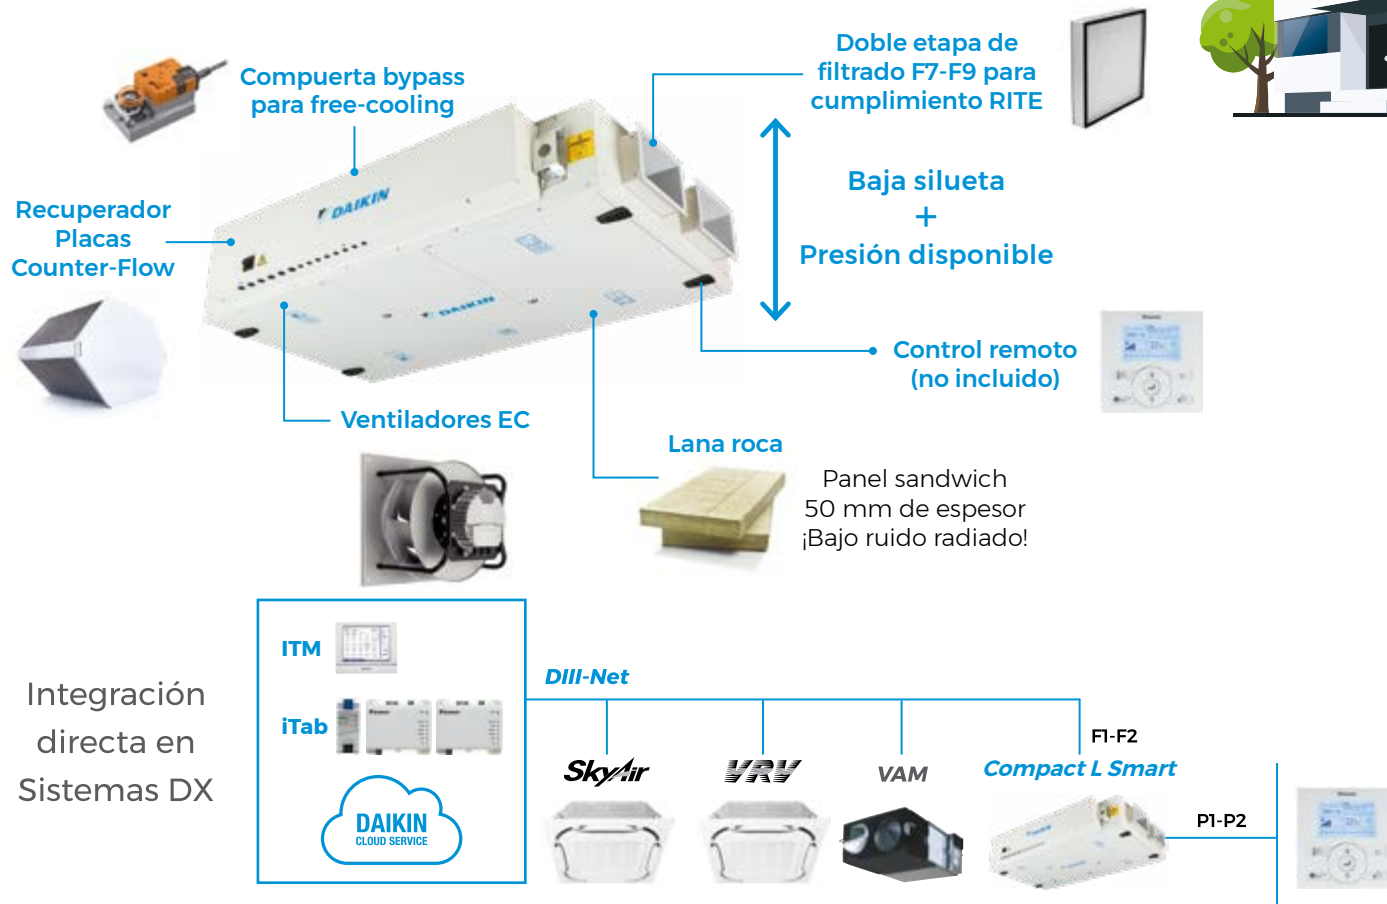 Compuerta bypass
para free-cooling
Doble etapa de
filtrado F7-F9 para
cumplimiento RITE
Baja silueta
+
Presión disponible
Recuperador
Placas
Counter-Flow
DAIKIN
DAIKIN
Control remoto
(no incluido)
Ventiladores EC
Lana roca
Panel sandwich
50 mm de espesor
¡Bajo ruido radiado!
Integración
directa en
Sistemas DX
ITM
iTab
DAIKIN
CLOUD SERVICE
DIII-Net
SkyAir
VRV
VAM
F1-F2
Compact L Smart
P1-P2